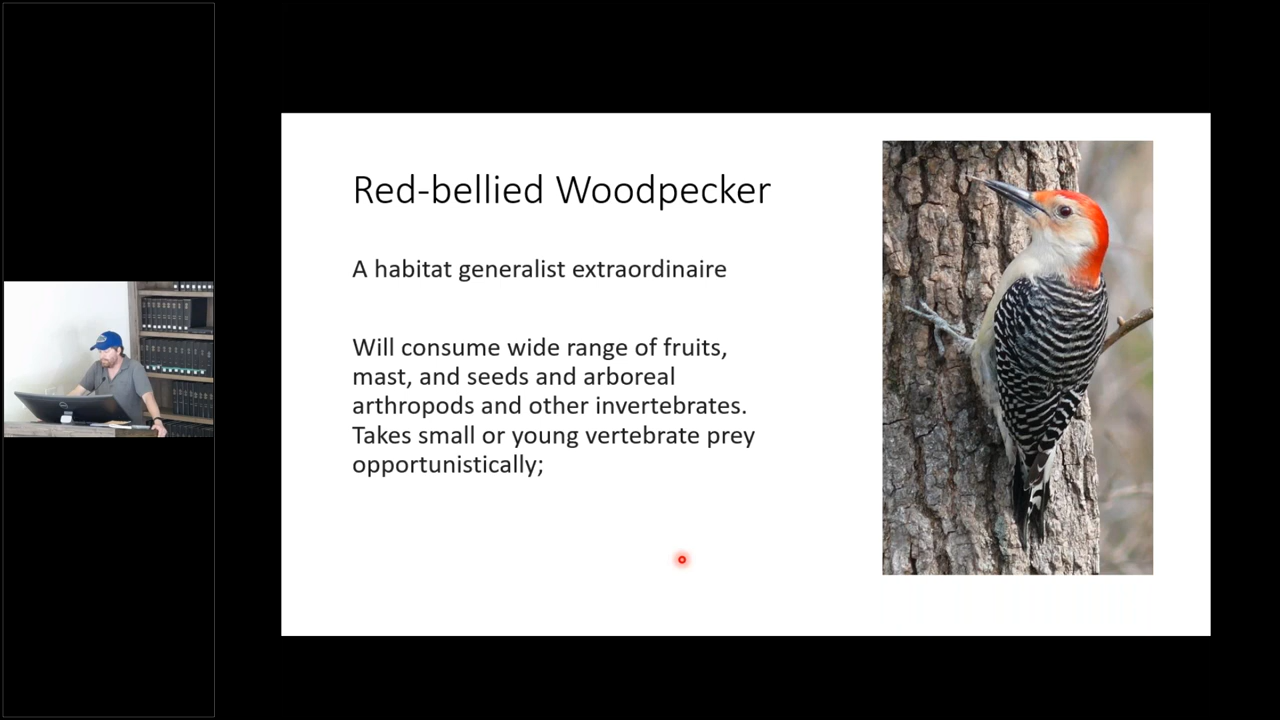 Red-bellied Woodpecker
A habitat generalist extraordinaire
Will consume wide range of fruits,
mast, and seeds and arboreal
arthropods and other invertebrates.
Takes small or young vertebrate prey
opportunistically;